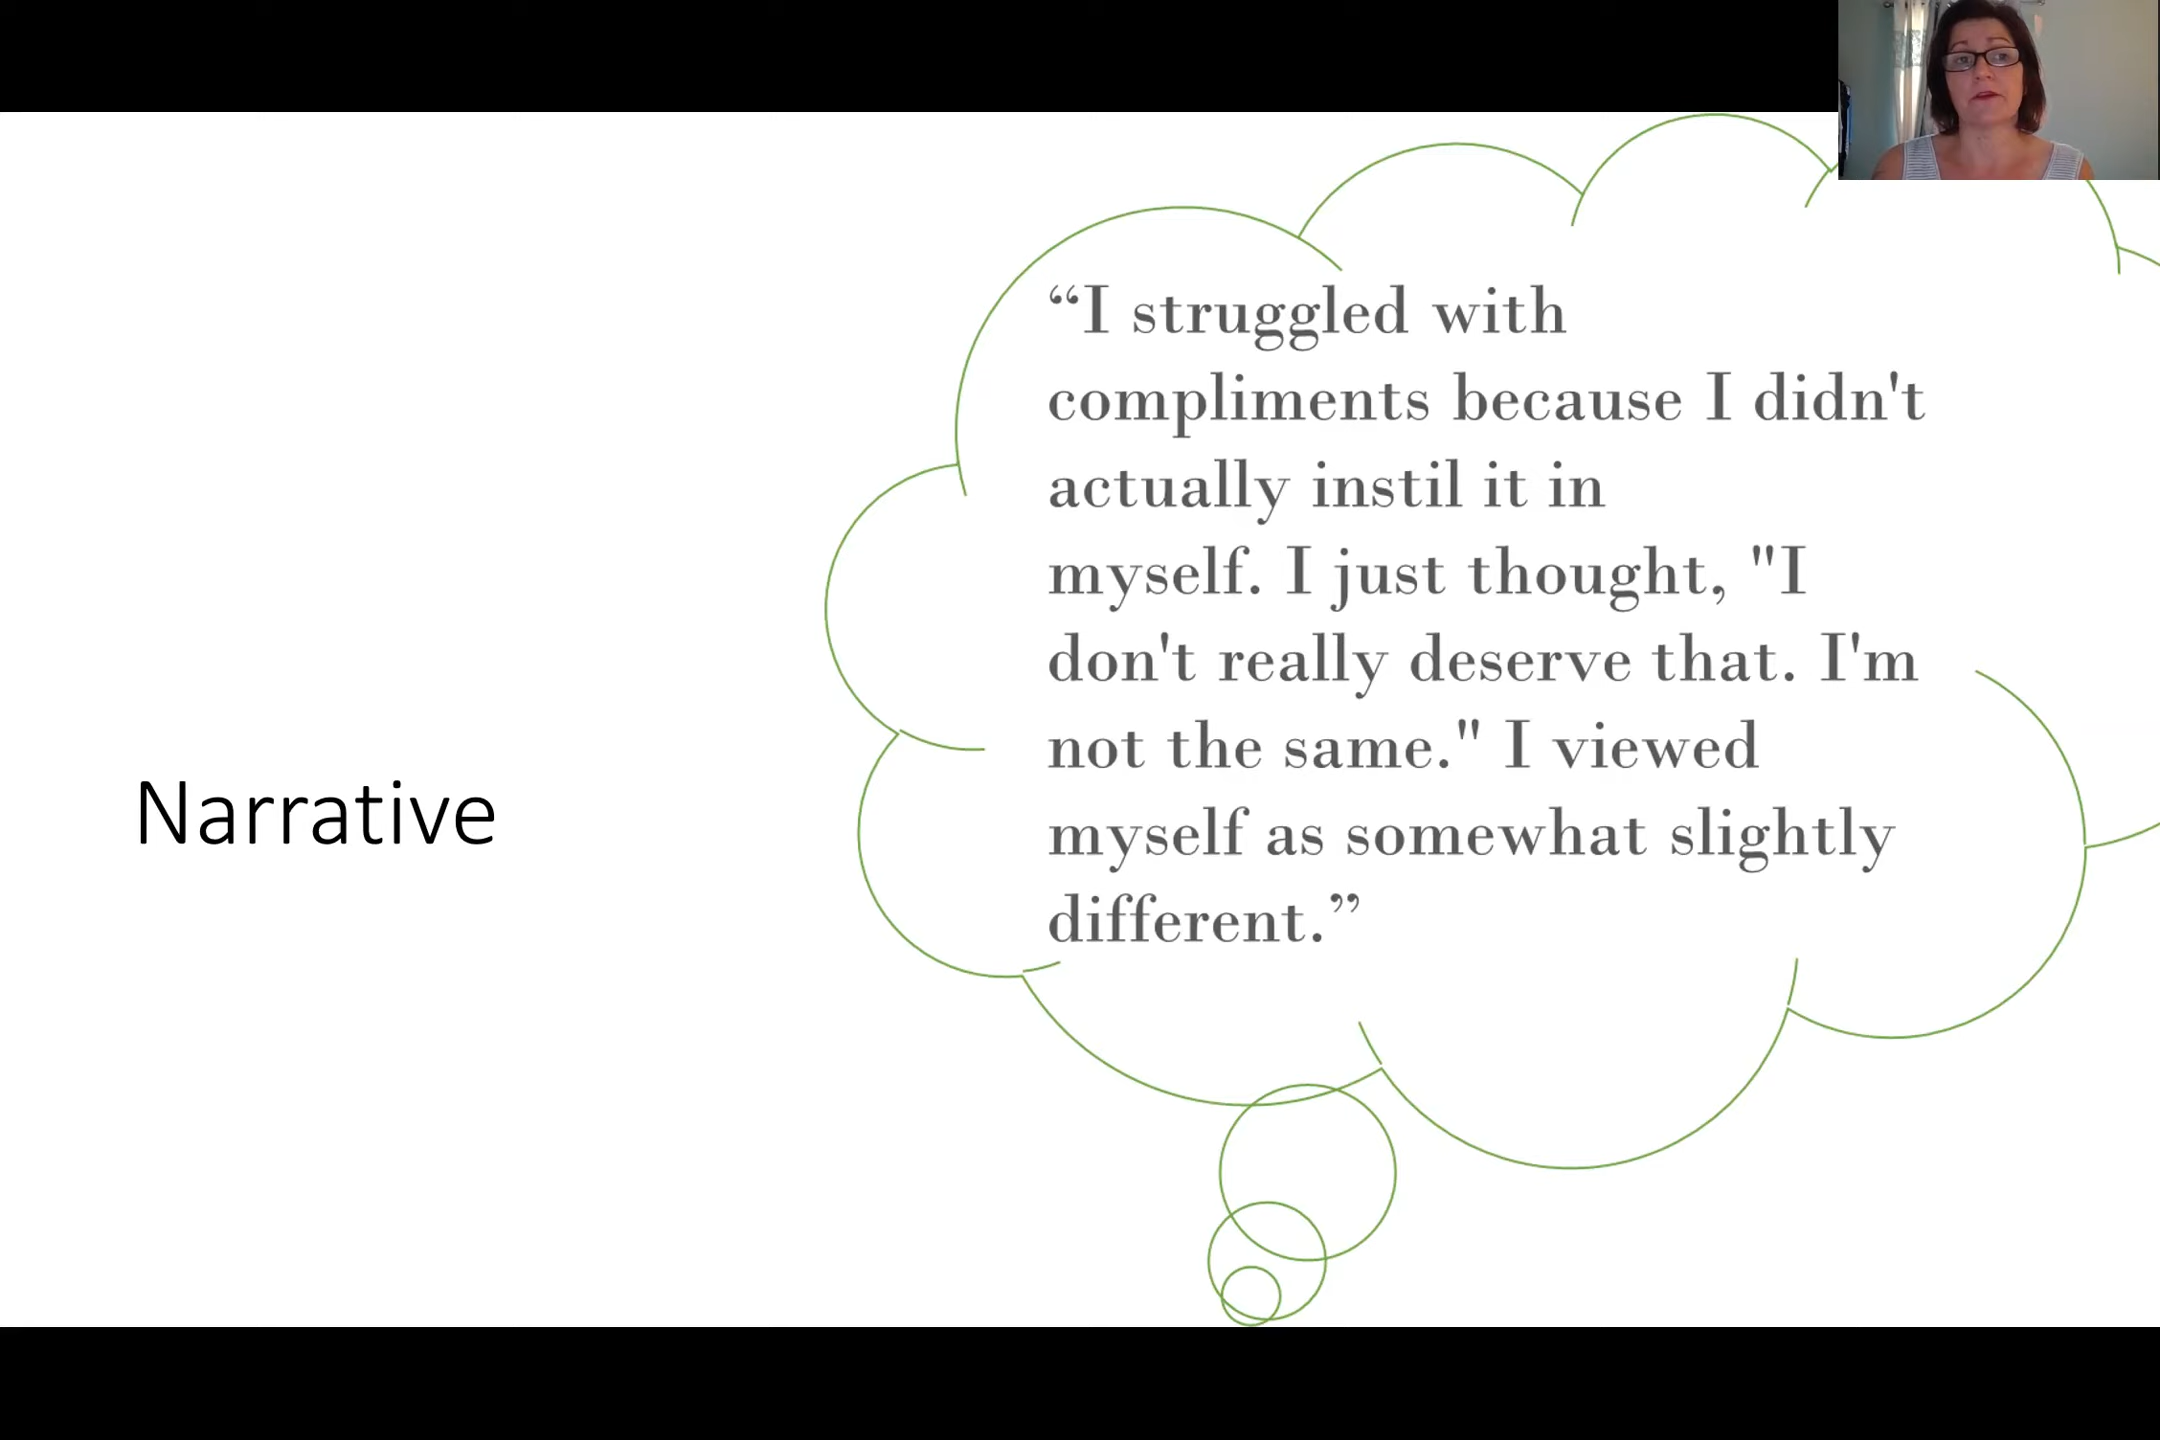 Narrative
“I struggled with
compliments because I didn't
actually instil it in
myself. I just thought, "I
don't really deserve that. I'm
not the same." I viewed
myself as somewhat slightly
different.”